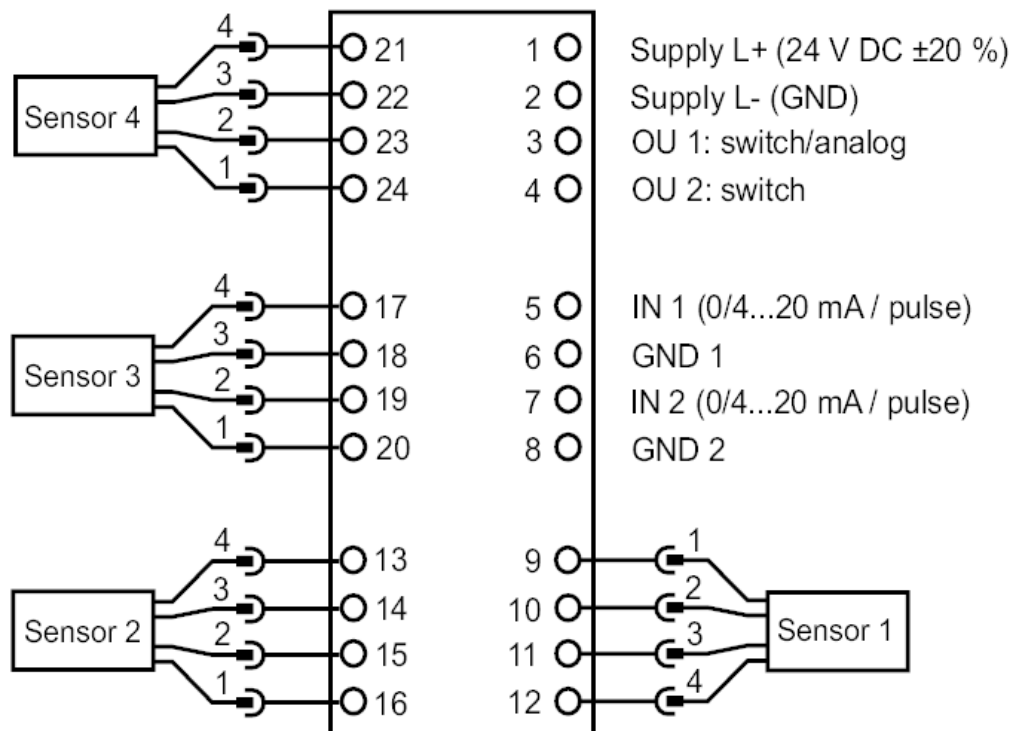 4 21 1 Supply L+ (24 V DC ±20 %)
3 22 2 Supply L- (GND)
Sensor 4
2 23 3 OU 1: switch/analog
1 24 4 OU 2: switch
4 17 5 IN 1 (0/4...20 mA / pulse)
3 18 6 GND 1
Sensor 3
2 19 7 IN 2 (0/4...20 mA / pulse)
1 20 8 GND 2
4 13 9 1
3 14 10 2
Sensor 2 Sensor 1
2 15 11 3
1 16 12 4